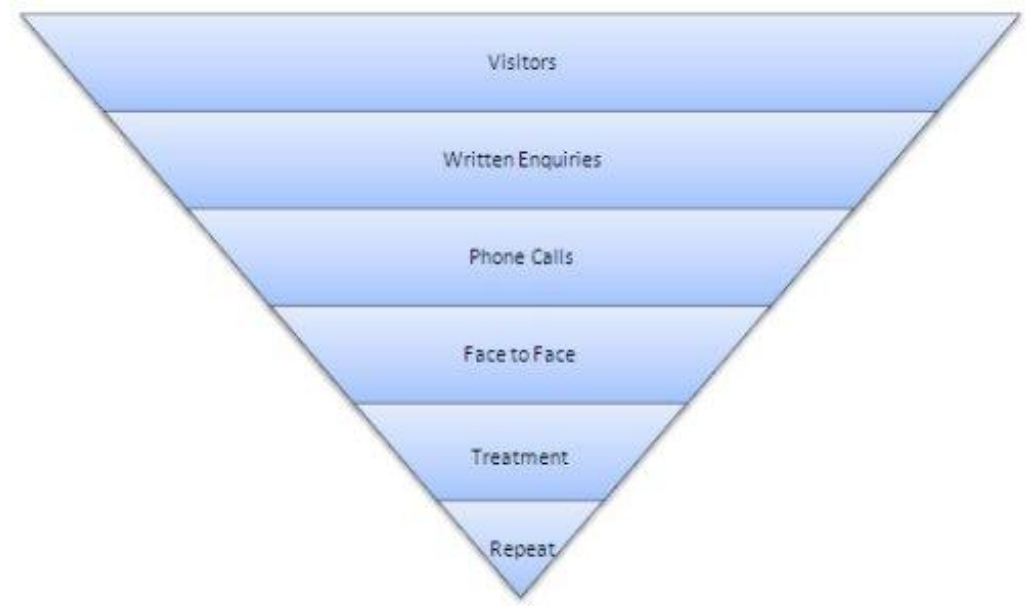 Visitors
Written Enquiries
Phone Calls
Face to Face
Treatment
Repeat